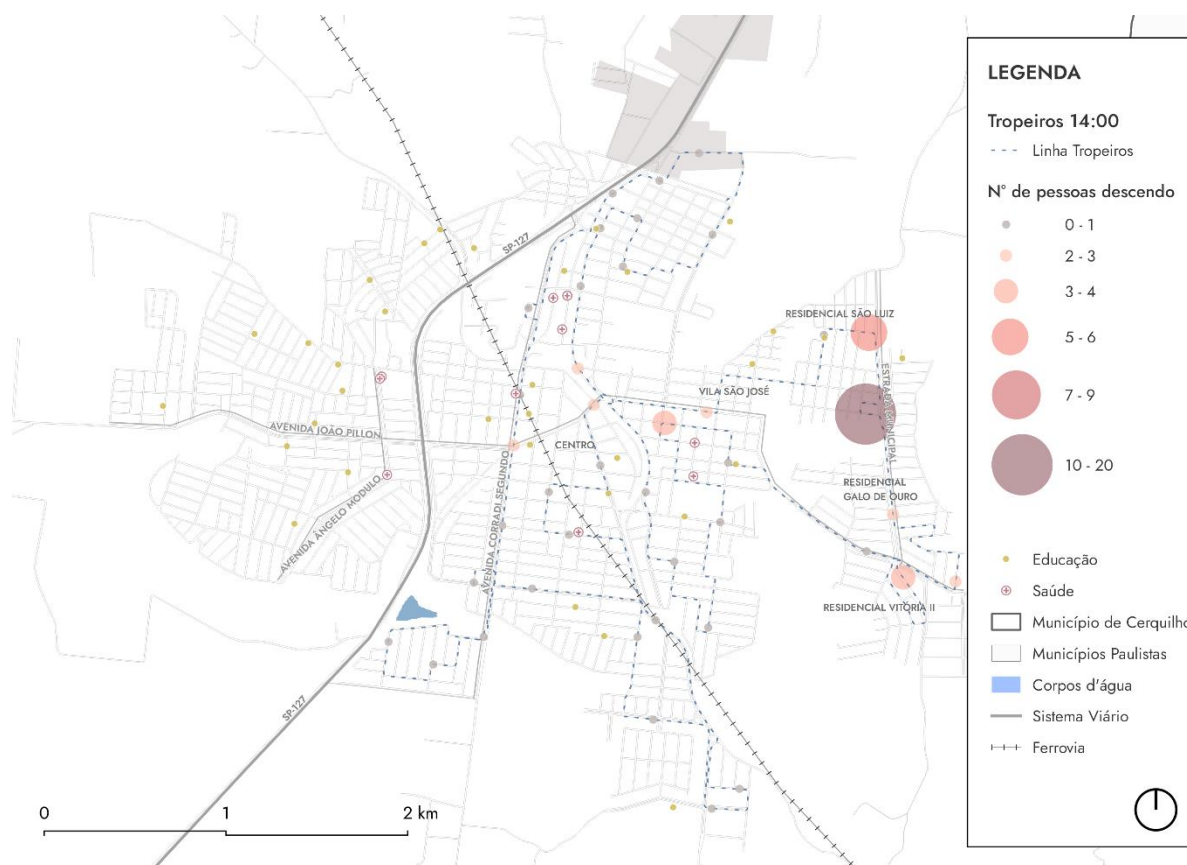 SP-127
RESIDENCIAL SÃO LUIZ
ESTRADA MUNICIPAL
VILA SÃO JOSÉ
AVENIDA JOÃO PILLON
CENTRO
AVENIDA CORRADI SEGUNDO
RESIDENCIAL
GALO DE OURO
AVENIDA ÂNGELO MODULO
RESIDENCIAL VITÓRIA II
SP-127
0 1 2 km
LEGENDA
Tropeiros 14:00
Linha Tropeiros
N° de pessoas descendo
0 - 1
2 - 3
3 - 4
5 - 6
7 - 9
10 - 20
Educação
Saúde
Município de Cerquilho
Municípios Paulistas
Corpos d'água
Sistema Viário
Ferrovia